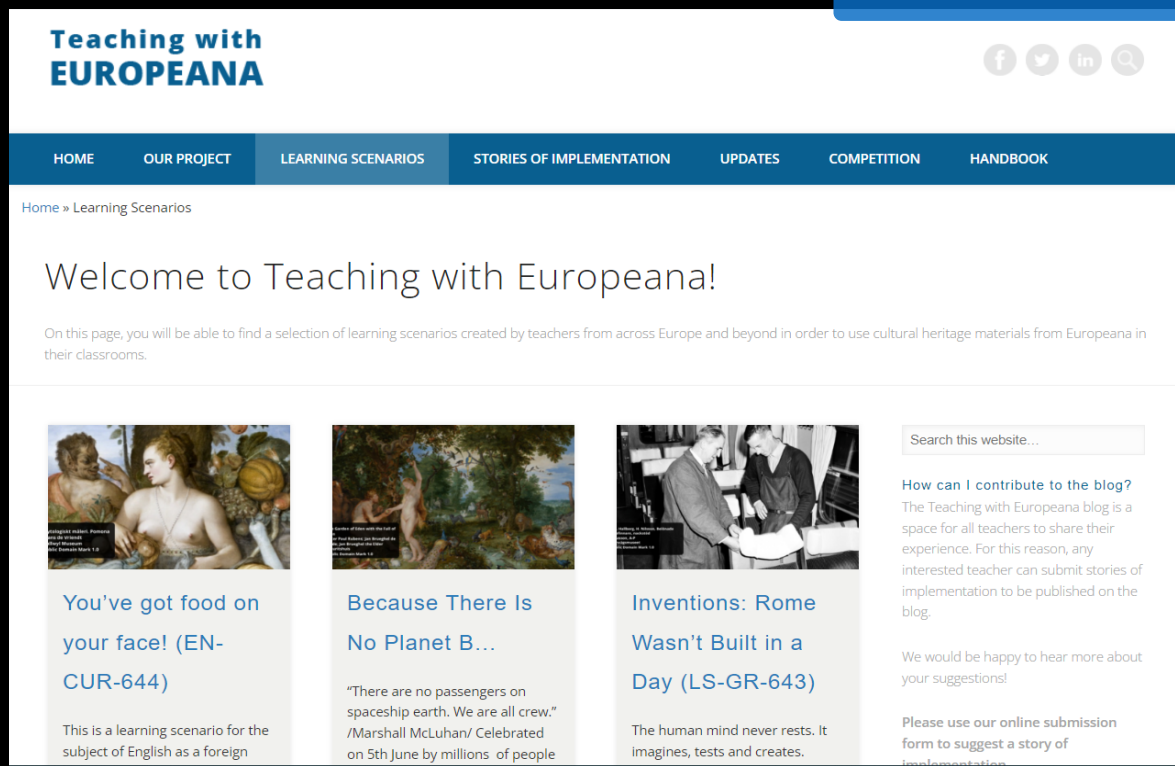 Teaching with
EUROPEANA
HOME OUR PROJECT LEARNING SCENARIOS STORIES OF IMPLEMENTATION UPDATES COMPETITION HANDBOOK
Home » Learning Scenarios
Welcome to Teaching with Europeana!
On this page, you will be able to find a selection of learning scenarios created by teachers from across Europe and beyond in order to use cultural heritage materials from Europeana in
their classrooms.
You've got food on
your face! (EN-
CUR-644)
This is a learning scenario for the
subject of English as a foreign
Because There Is
No Planet B...
“There are no passengers on
spaceship earth. We are all crew.”
/Marshall McLuhan/ Celebrated
on 5th June by millions of people
Inventions: Rome
Wasn't Built in a
Day (LS-GR-643)
The human mind never rests. It
imagines, tests and creates.
Search this website…
How can I contribute to the blog?
The Teaching with Europeana blog is a
space for all teachers to share their
experience. For this reason, any
interested teacher can submit stories of
implementation to be published on the
blog.
We would be happy to hear more about
your suggestions!
Please use our online submission
form to suggest a story of
implementation